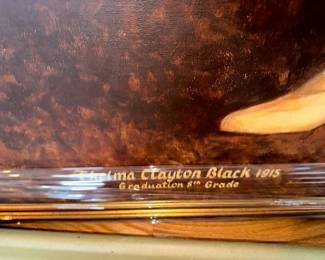 Thelma Clayton Black 1915
Graduation 8th Grade